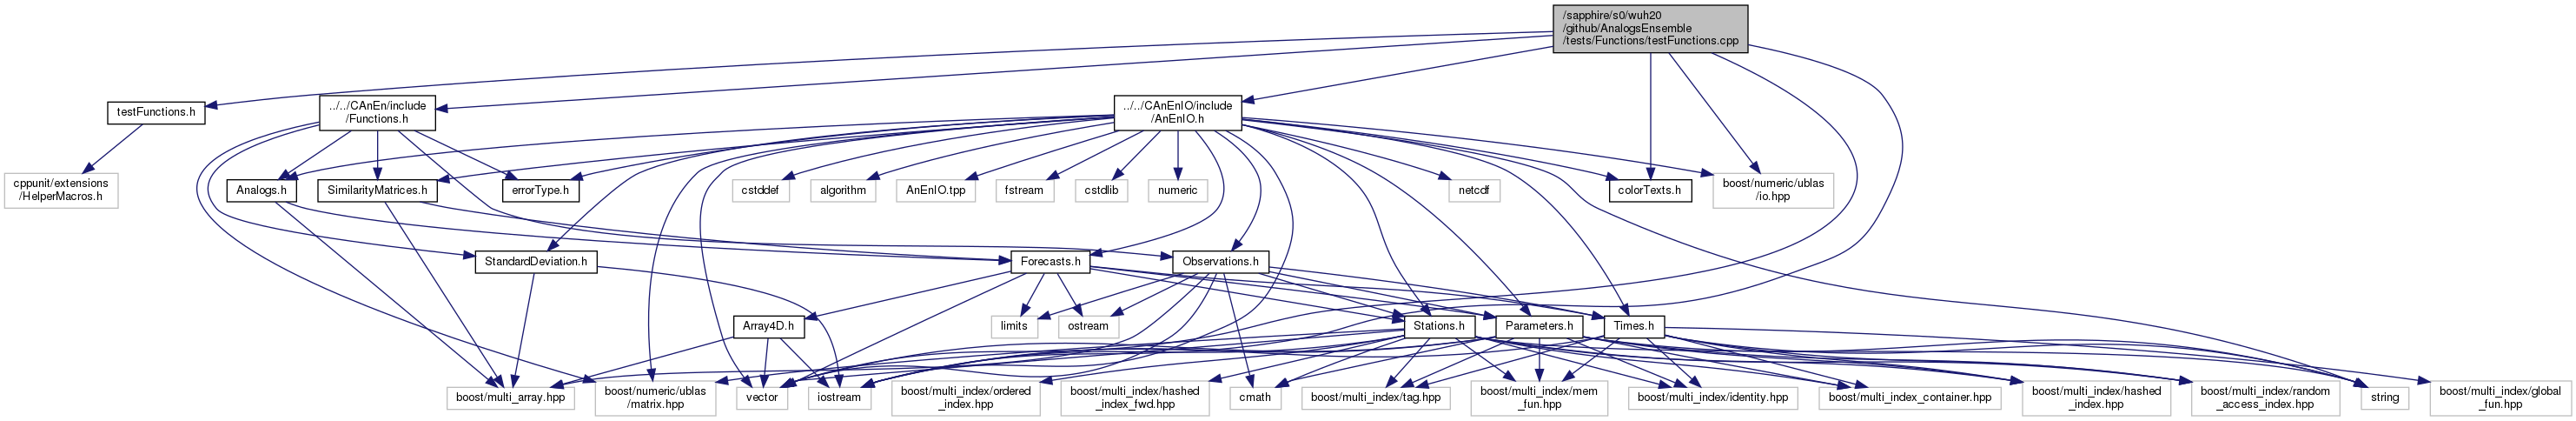 /sapphire/s0/wuh20
/github/AnalogsEnsemble
/tests/Functions/testFunctions.cpp
testFunctions.h
../../CAnEn/include
/Functions.h
../../CAnEnIO/include
/AnEnIO.h
cppunit/extensions
/HelperMacros.h
Analogs.h
SimilarityMatrices.h
errorType.h
cstddef
algorithm
AnEnIO.tpp
fstream
cstdlib
numeric
netcdf
colorTexts.h
boost/numeric/ublas
/io.hpp
StandardDeviation.h
Forecasts.h
Observations.h
Array4D.h
limits
ostream
Stations.h
Parameters.h
Times.h
boost/multi_array.hpp
boost/numeric/ublas
/matrix.hpp
vector
iostream
boost/multi_index/ordered
_index.hpp
boost/multi_index/hashed
_index_fwd.hpp
cmath
boost/multi_index/tag.hpp
boost/multi_index/mem
_fun.hpp
boost/multi_index/identity.hpp
boost/multi_index_container.hpp
boost/multi_index/hashed
_index.hpp
boost/multi_index/random
_access_index.hpp
string
boost/multi_index/global
_fun.hpp